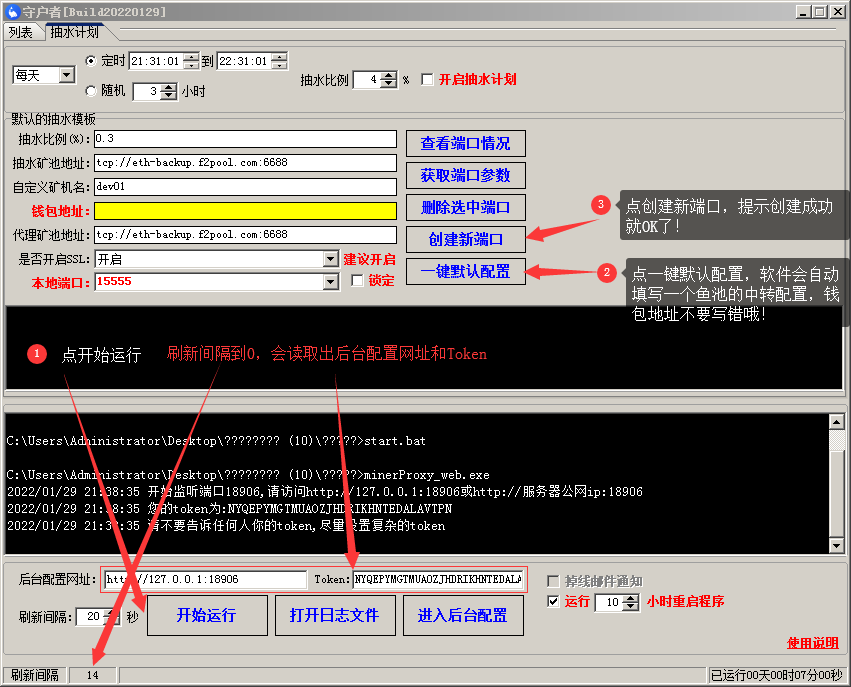 守户者[Build20220129]
列表 抽水计划
每天 定时 21:31:01 到 22:31:01
随机 3 小时
抽水比例 4 % 开启抽水计划
默认的抽水模板
抽水比例(%): 0.3 查看端口情况
抽水矿池地址: tcp://eth-backup.f2pool.com:6688 获取端口参数
自定义矿机名: dev01
钱包地址: 删除选中端口
代理矿池地址: tcp://eth-backup.f2pool.com:6688 创建新端口
是否开启SSL: 开启 建议开启 一键默认配置
本地端口: 15555 锁定
3 点创建新端口，提示创建成功
就OK了!
2 点一键默认配置，软件会自动
填写一个鱼池的中转配置，钱
包地址不要写错哦!
1 点开始运行 刷新间隔到0，会读取出后台配置网址和Token
C:\Users\Administrator\Desktop\???????? (10)\?????>start.bat
C:\Users\Administrator\Desktop\???????? (10)\?????>minerProxy_web.exe
2022/01/29 21:38:35 开始监听端口18906,请访问http://127.0.0.1:18906或http://服务器公网ip:18906
2022/01/29 21:38:35 您的token为:NYQEPYMGTMUAOZJHDRIKHNTEDALAVTPN
2022/01/29 21:38:35 请不要告诉任何人你的token,尽量设置复杂的token
后台配置网址: http://127.0.0.1:18906 Token: NYQEPYMGTMUAOZJHDRIKHNTEDALA 掉线邮件通知
刷新间隔: 20 秒 开始运行 打开日志文件 进入后台配置 运行 10 小时重启程序
使用说明
刷新间隔 14 已运行00天00时07分00秒